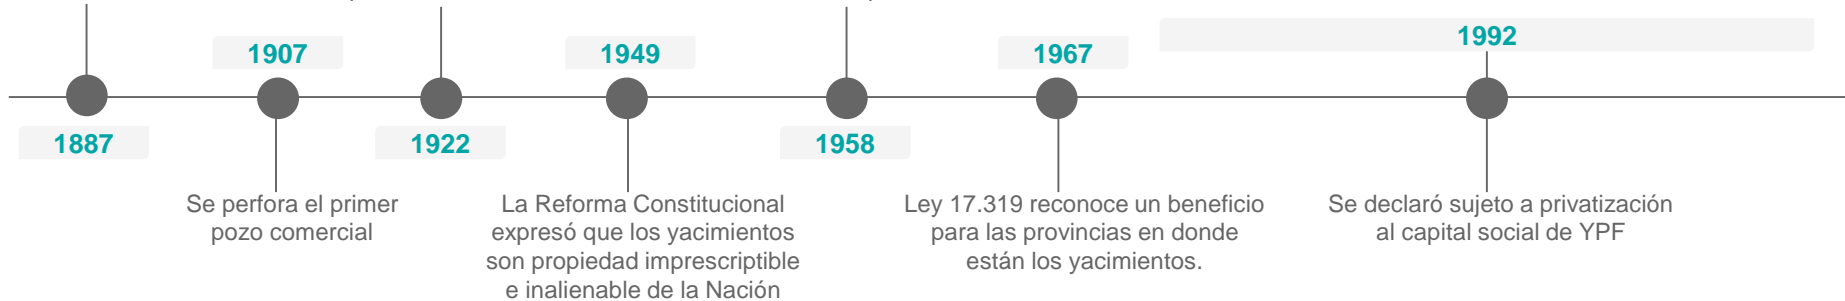 1907
1949
1967
1992
1887
1922
1958
Se perfora el primer
pozo comercial
La Reforma Constitucional
expresó que los yacimientos
son propiedad imprescriptible
e inalienable de la Nación
Ley 17.319 reconoce un beneficio
para las provincias en donde
están los yacimientos.
Se declaró sujeto a privatización
al capital social de YPF